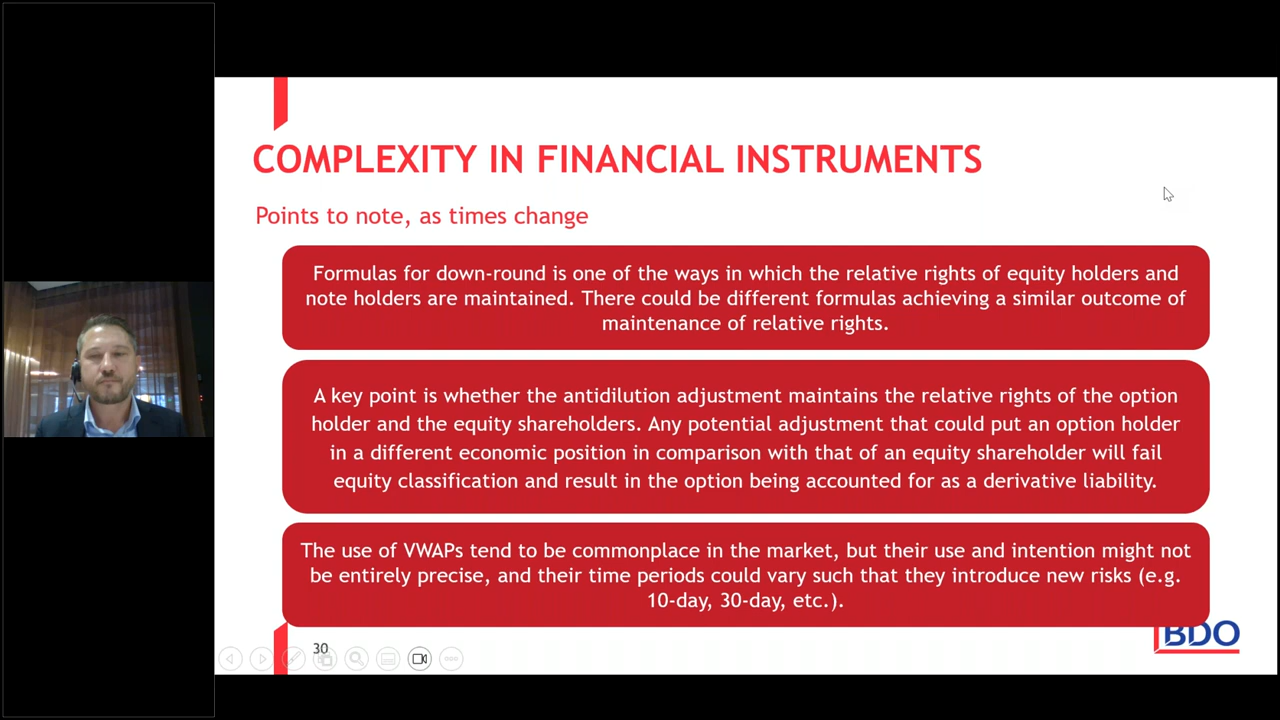 COMPLEXITY IN FINANCIAL INSTRUMENTS
Points to note, as times change
Formulas for down-round is one of the ways in which the relative rights of equity holders and
note holders are maintained. There could be different formulas achieving a similar outcome of
maintenance of relative rights.
A key point is whether the antidilution adjustment maintains the relative rights of the option
holder and the equity shareholders. Any potential adjustment that could put an option holder
in a different economic position in comparison with that of an equity shareholder will fail
equity classification and result in the option being accounted for as a derivative liability.
The use of VWAPs tend to be commonplace in the market, but their use and intention might not
be entirely precise, and their time periods could vary such that they introduce new risks (e.g.
10-day, 30-day, etc.).
30
BDO